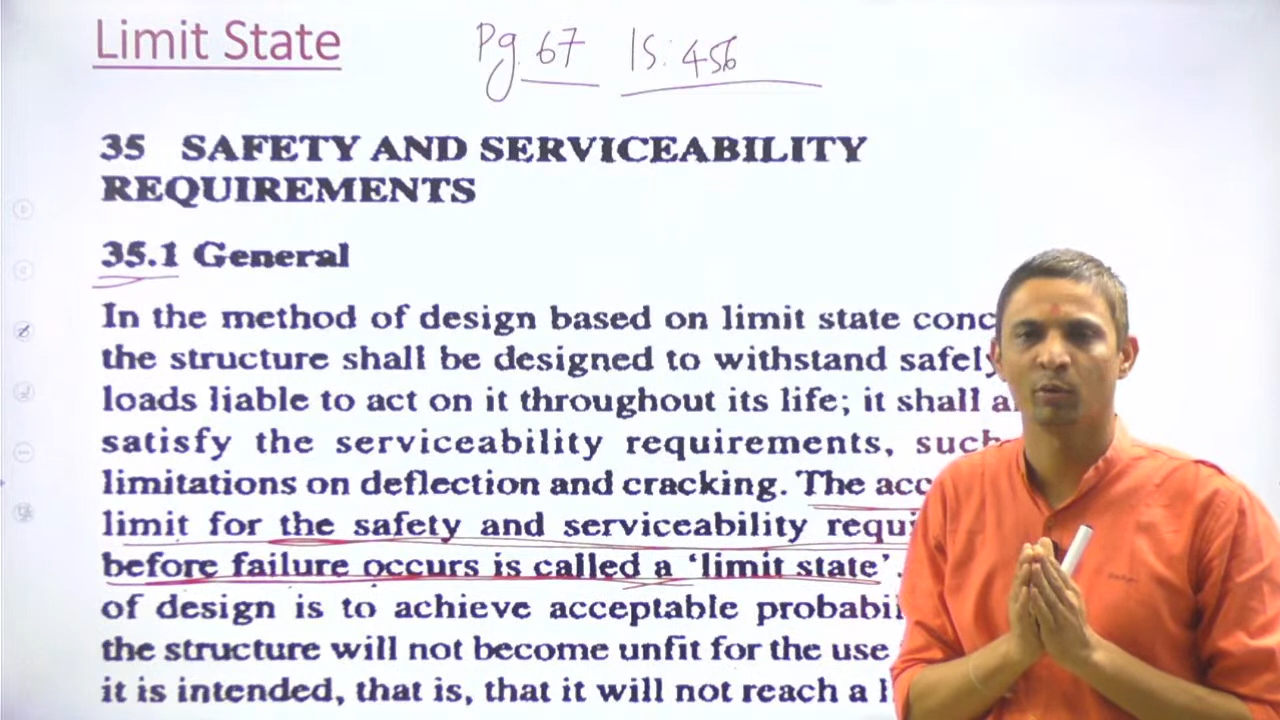 Limit State
Pg. 67 IS: 456
35 SAFETY AND SERVICEABILITY
REQUIREMENTS
35.1 General
In the method of design based on limit state conc
the structure shall be designed to withstand safely
loads liable to act on it throughout its life; it shall a
satisfy the serviceability requirements, such
limitations on deflection and cracking. The acc
limit for the safety and serviceability requi
before failure occurs is called a ‘limit state’.
of design is to achieve acceptable probabil
the structure will not become unfit for the use
it is intended, that is, that it will not reach a l